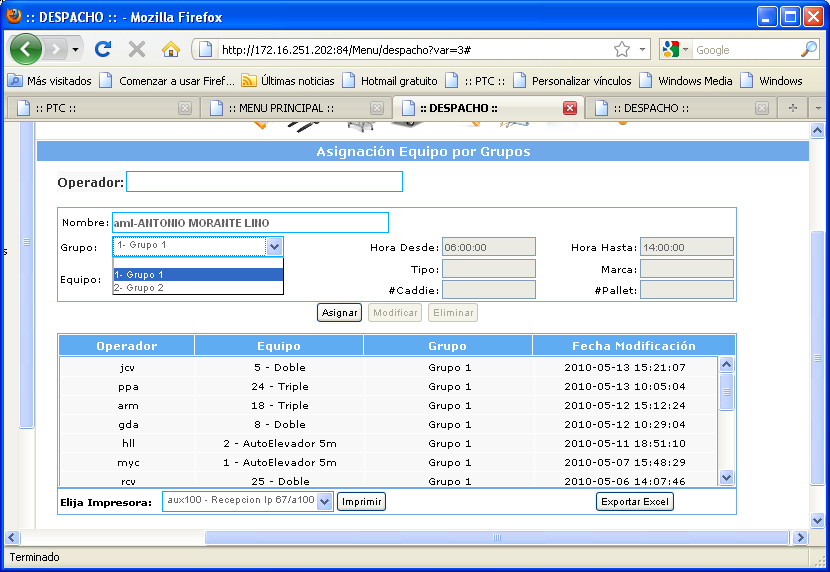 :: DESPACHO :: - Mozilla Firefox
http://172.16.251.202:84/Menu/despacho?var=3#
Google
Más visitados Comenzar a usar Firef... Últimas noticias Hotmail gratuito :: PTC :: Personalizar vínculos Windows Media Windows
:: PTC :: :: MENU PRINCIPAL :: :: DESPACHO :: :: DESPACHO ::
s
Asignación Equipo por Grupos
Operador:
Nombre: aml-ANTONIO MORANTE LINO
Grupo: 1- Grupo 1 Hora Desde: 06:00:00 Hora Hasta: 14:00:00
Equipo: Tipo: Marca:
1- Grupo 1
2- Grupo 2
#Caddie: #Pallet:
Asignar Modificar Eliminar
Operador Equipo Grupo Fecha Modificación
jcv 5 - Doble Grupo 1 2010-05-13 15:21:07
ppa 24 - Triple Grupo 1 2010-05-13 10:05:04
arm 18 - Triple Grupo 1 2010-05-12 15:12:24
gda 8 - Doble Grupo 1 2010-05-12 10:29:04
hll 2 - AutoElevador 5m Grupo 1 2010-05-11 18:51:10
myc 1 - AutoElevador 5m Grupo 1 2010-05-07 15:48:29
rcv 25 - Doble Grupo 1 2010-05-06 14:07:46
Elija Impresora: aux100 - Recepcion Ip 67/a100 Imprimir Exportar Excel
Terminado